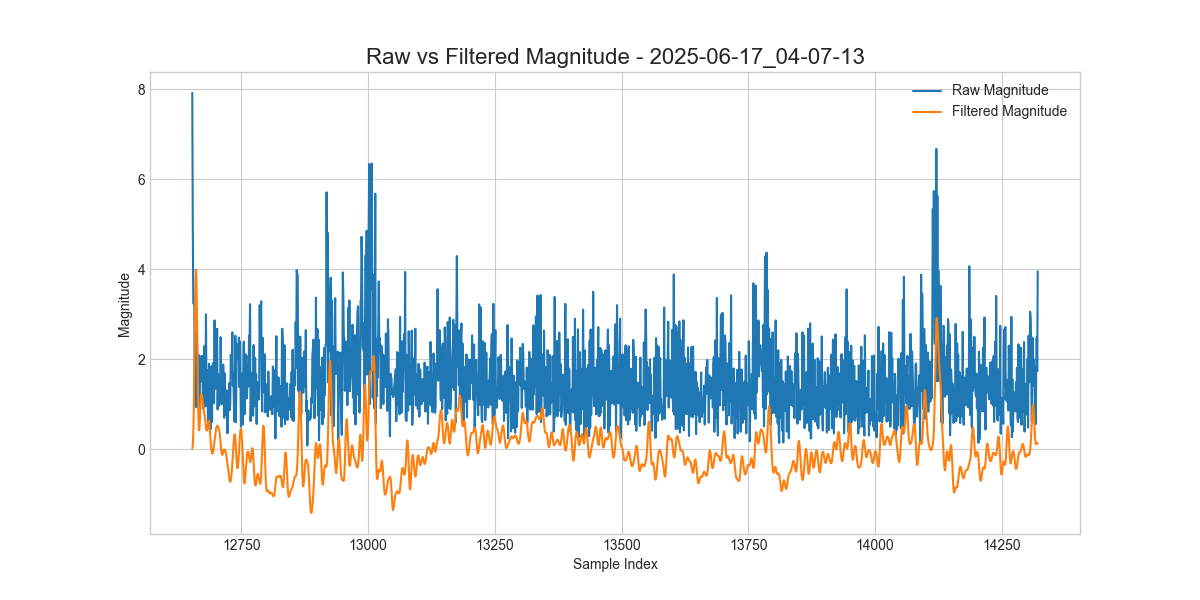 Raw vs Filtered Magnitude - 2025-06-17_04-07-13
Raw Magnitude
Filtered Magnitude
8
6
4
2
0
Magnitude
12750 13000 13250 13500 13750 14000 14250
Sample Index